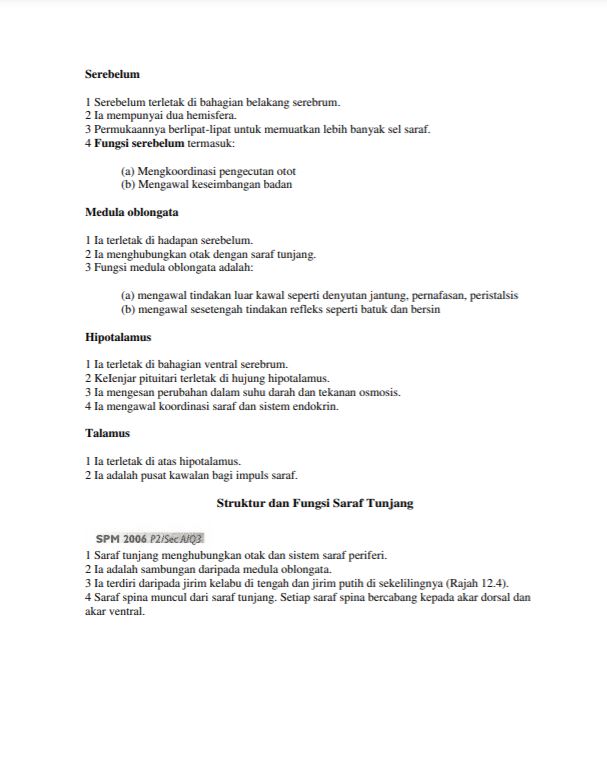 Serebelum
1 Serebelum terletak di bahagian belakang serebrum.
2 Ia mempunyai dua hemisfera.
3 Permukaannya berlipat-lipat untuk memuatkan lebih banyak sel saraf.
4 Fungsi serebelum termasuk:
(a) Mengkoordinasi pengecutan otot
(b) Mengawal keseimbangan badan
Medula oblongata
1 Ia terletak di hadapan serebelum.
2 Ia menghubungkan otak dengan saraf tunjang.
3 Fungsi medula oblongata adalah:
(a) mengawal tindakan luar kawal seperti denyutan jantung, pernafasan, peristalsis
(b) mengawal sesetengah tindakan refleks seperti batuk dan bersin
Hipotalamus
1 Ia terletak di bahagian ventral serebrum.
2 KeIenjar pituitari terletak di hujung hipotalamus.
3 Ia mengesan perubahan dalam suhu darah dan tekanan osmosis.
4 Ia mengawal koordinasi saraf dan sistem endokrin.
Talamus
1 Ia terletak di atas hipotalamus.
2 Ia adalah pusat kawalan bagi impuls saraf.
Struktur dan Fungsi Saraf Tunjang
SPM 2006 P2/Sec A/Q3
1 Saraf tunjang menghubungkan otak dan sistem saraf periferi.
2 Ia adalah sambungan daripada medula oblongata.
3 Ia terdiri daripada jirim kelabu di tengah dan jirim putih di sekelilingnya (Rajah 12.4).
4 Saraf spina muncul dari saraf tunjang. Setiap saraf spina bercabang kepada akar dorsal dan
akar ventral.